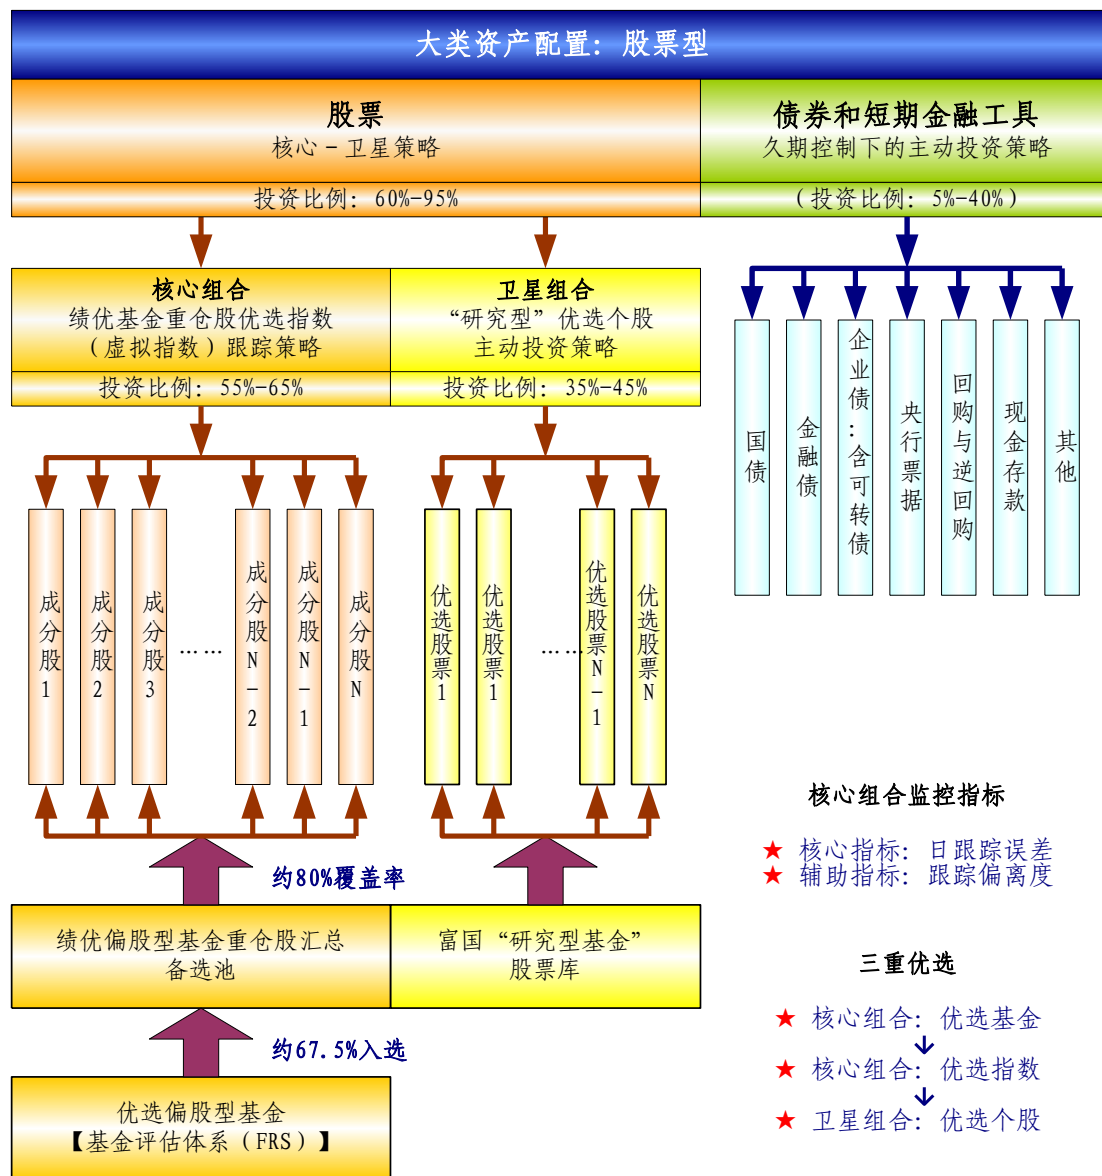 大类资产配置：股票型
股票
核心－卫星策略
投资比例：60%-95%
债券和短期金融工具
久期控制下的主动投资策略
（投资比例：5%-40%）
核心组合
绩优基金重仓股优选指数
（虚拟指数）跟踪策略
投资比例：55%-65%
卫星组合
“研究型”优选个股
主动投资策略
投资比例：35%-45%
国债
金融债
企业债：含可转债
央行票据
回购与逆回购
现金存款
其他
成分股1
成分股2
成分股3
……
成分股N-2
成分股N-1
成分股N
优选股票1
优选股票1
……
优选股票N-1
优选股票N
约80%覆盖率
绩优偏股型基金重仓股汇总
备选池
富国“研究型基金”
股票库
约67.5%入选
优选偏股型基金
【基金评估体系（FRS）】
核心组合监控指标
★ 核心指标：日跟踪误差
★ 辅助指标：跟踪偏离度
三重优选
★ 核心组合：优选基金
★ 核心组合：优选指数
★ 卫星组合：优选个股